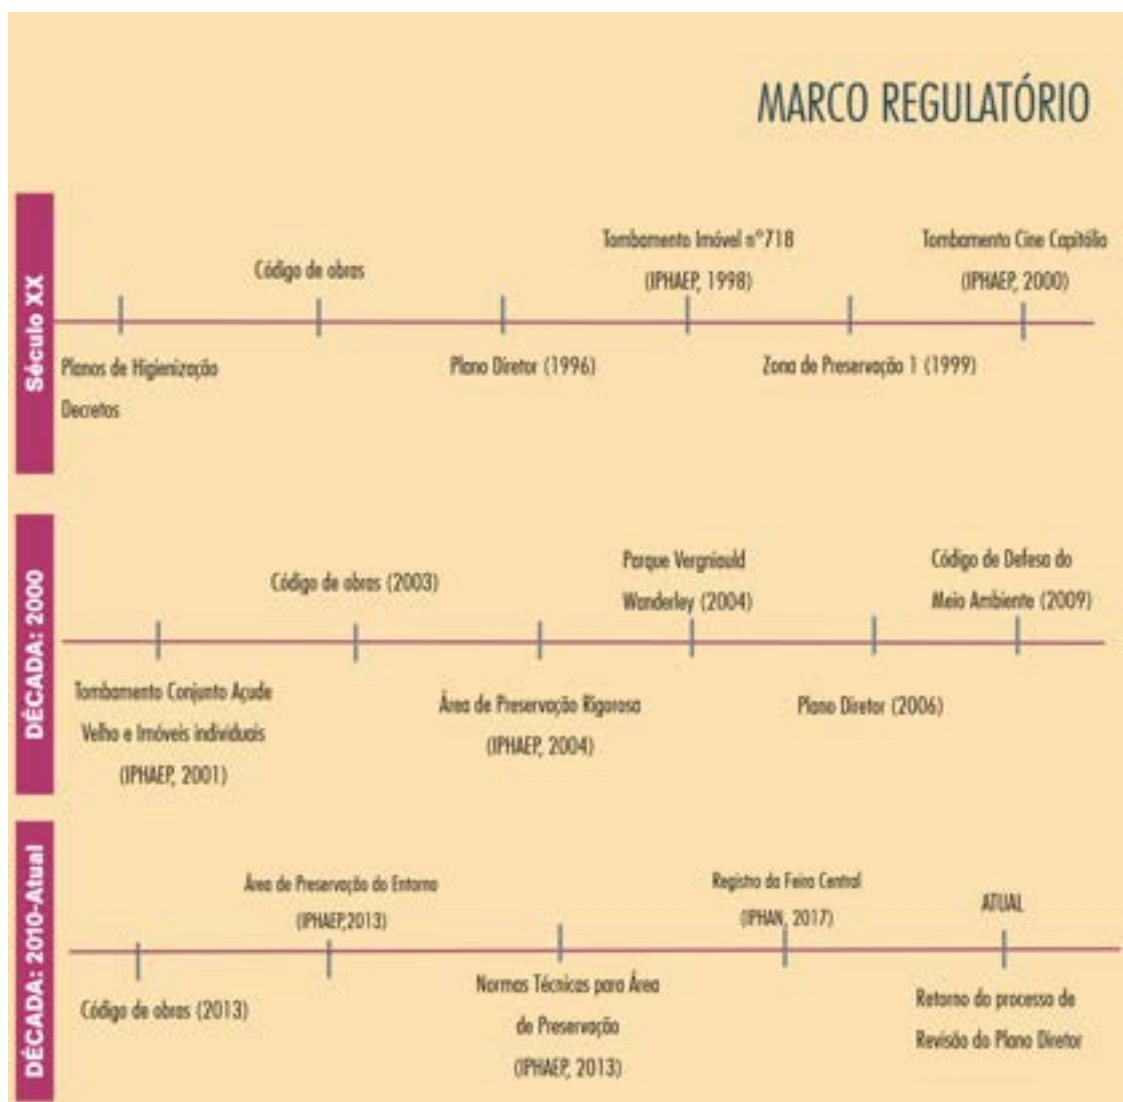 MARCO REGULATÓRIO
Século XX
Planos de Higienização
Decretos
Código de obras
Plano Diretor (1996)
Tombamento Imóvel n°718
(IPHAEP, 1998)
Zona de Preservação 1 (1999)
Tombamento Cine Capitólio
(IPHAEP, 2000)
DÉCADA: 2000
Tombamento Conjunto Açude
Velho e Imóveis individuais
(IPHAEP, 2001)
Código de obras (2003)
Área de Preservação Rigorosa
(IPHAEP, 2004)
Parque Vergniauld
Wanderley (2004)
Plano Diretor (2006)
Código de Defesa do
Meio Ambiente (2009)
DÉCADA: 2010-Atual
Código de obras (2013)
Área de Preservação do Entorno
(IPHAEP,2013)
Normas Técnicas para Área
de Preservação
(IPHAEP, 2013)
Registro da Feira Central
(IPHAN, 2017)
ATUAL
Retorno do processo de
Revisão do Plano Diretor